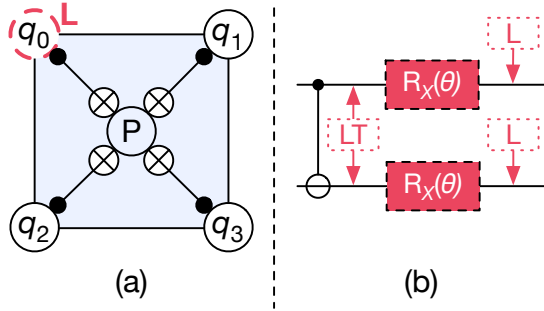 q0 L q1
P
q2 q3
(a)
L
RX(θ)
LT
L
RX(θ)
(b)